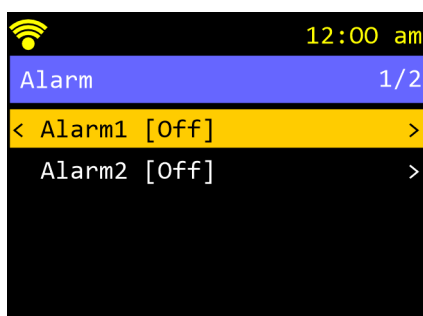 12:00 am
Alarm 1/2
< Alarm1 [Off] >
Alarm2 [Off] >